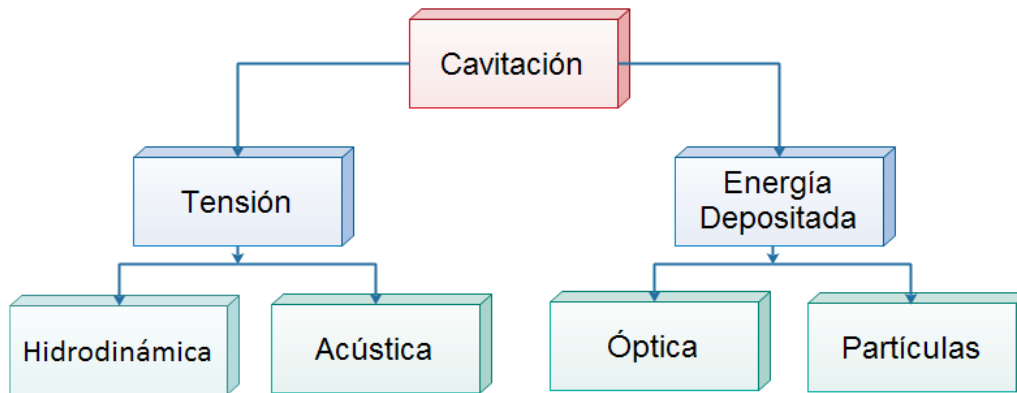 Cavitación
Tensión
Energía
Depositada
Hidrodinámica
Acústica
Óptica
Partículas